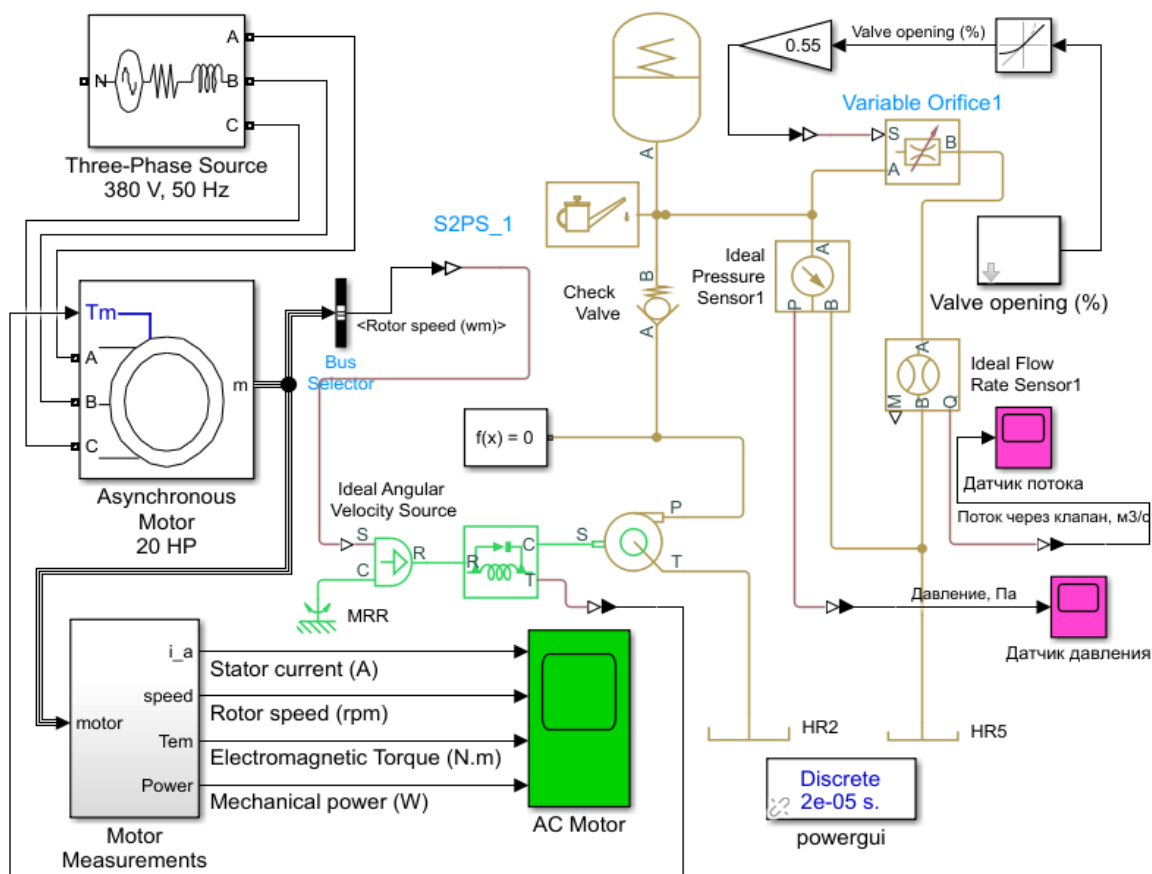 A
N
B
C
Three-Phase Source
380 V, 50 Hz
0.55
Valve opening (%)
Variable Orifice1
S
B
A
A
S2PS_1
Ideal
Pressure
Sensor1
A
P
B
Valve opening (%)
B
Check
Valve
A
Tm
A
B
C
m
<Rotor speed (wm)>
Bus
Selector
Asynchronous
Motor
20 HP
A
M
B
Q
Ideal Flow
Rate Sensor1
Датчик потока
Поток через клапан, м3/с
f(x) = 0
Ideal Angular
Velocity Source
S
C
R
R
C
T
S
P
T
MRR
Давление, Па
Датчик давления
motor
i_a
speed
Tem
Power
Stator current (A)
Rotor speed (rpm)
Electromagnetic Torque (N.m)
Mechanical power (W)
Motor
Measurements
AC Motor
HR2
HR5
Discrete
2e-05 s.
powergui